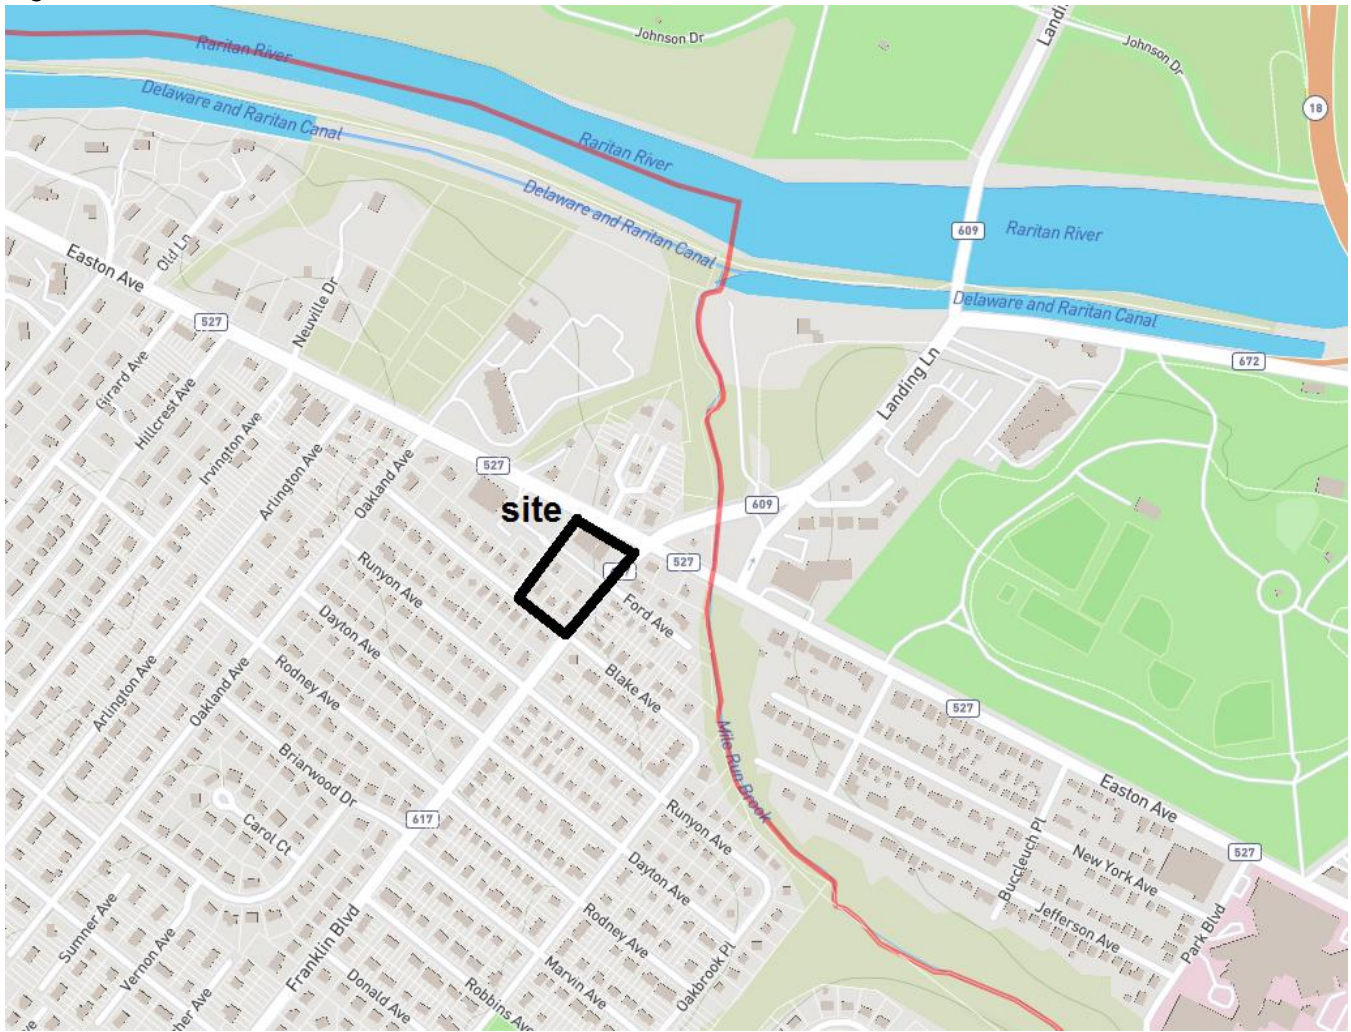 Johnson Dr
Landi
Johnson Dr
18
Raritan River
Delaware and Raritan Canal
Raritan River
Delaware and Raritan Canal
609
Raritan River
Delaware and Raritan Canal
Easton Ave
Old Ln
Neuville Dr
527
672
Landing Ln
Girard Ave
Hillcrest Ave
Irvington Ave
Arlington Ave
Oakland Ave
527
site
609
527
Ford Ave
Runyon Ave
Dayton Ave
Rodney Ave
Blake Ave
Arlington Ave
Oakland Ave
Briarwood Dr
Carol Ct
617
Mile Run Brook
527
Easton Ave
Runyon Ave
Dayton Ave
Rodney Ave
Marvin Ave
Oakbrook Pl
Buccleuch Pl
New York Ave
Jefferson Ave
527
Park Blvd
Sumner Ave
Vernon Ave
her Ave
Franklin Blvd
Donald Ave
Robbins Ave